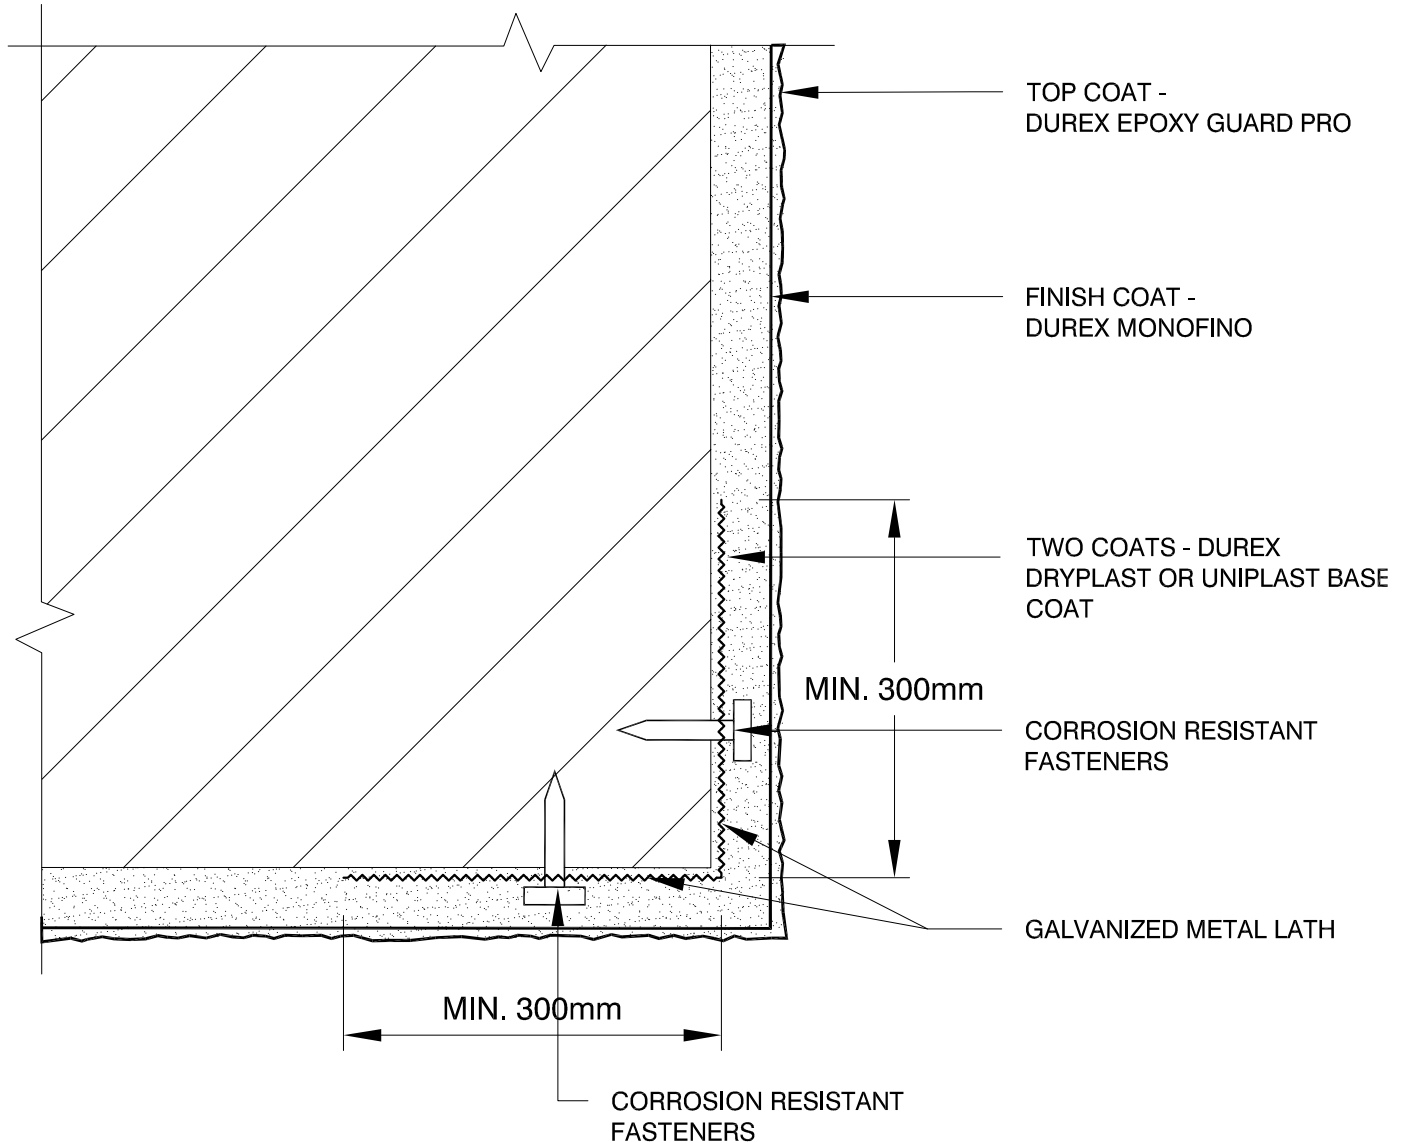 TOP COAT -
DUREX EPOXY GUARD PRO
FINISH COAT -
DUREX MONOFINO
TWO COATS - DUREX
DRYPLAST OR UNIPLAST BASE
COAT
MIN. 300mm
CORROSION RESISTANT
FASTENERS
GALVANIZED METAL LATH
MIN. 300mm
CORROSION RESISTANT
FASTENERS